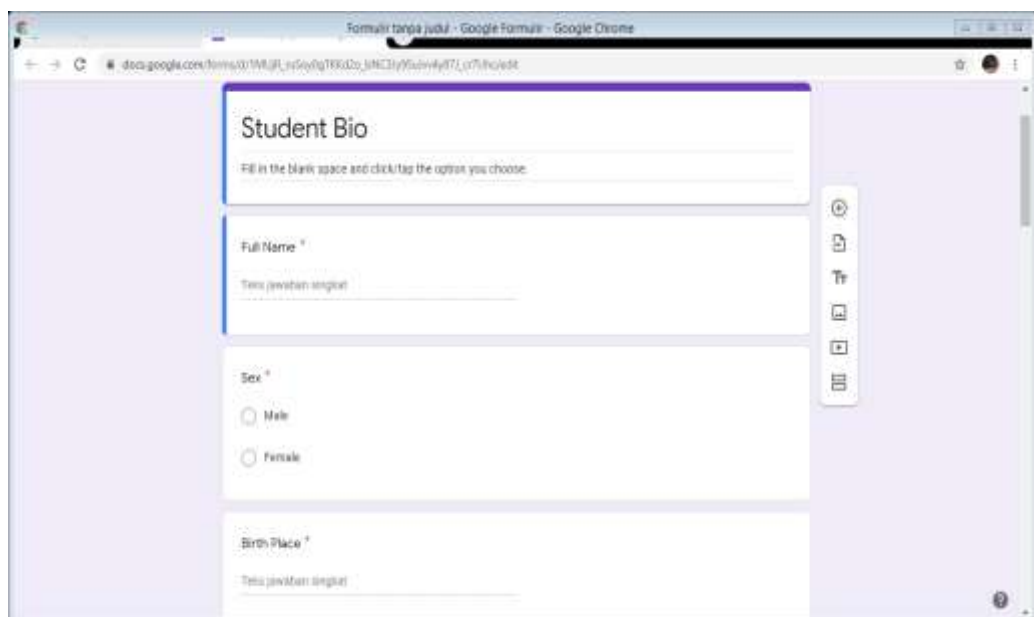 Formulir tanpa judul - Google Formulir - Google Chrome
Student Bio
Fill in the blank space and click/tap the option you choose.
Full Name *
Teks jawaban singkat
Sex *
Male
Female
Birth Place *
Teks jawaban singkat